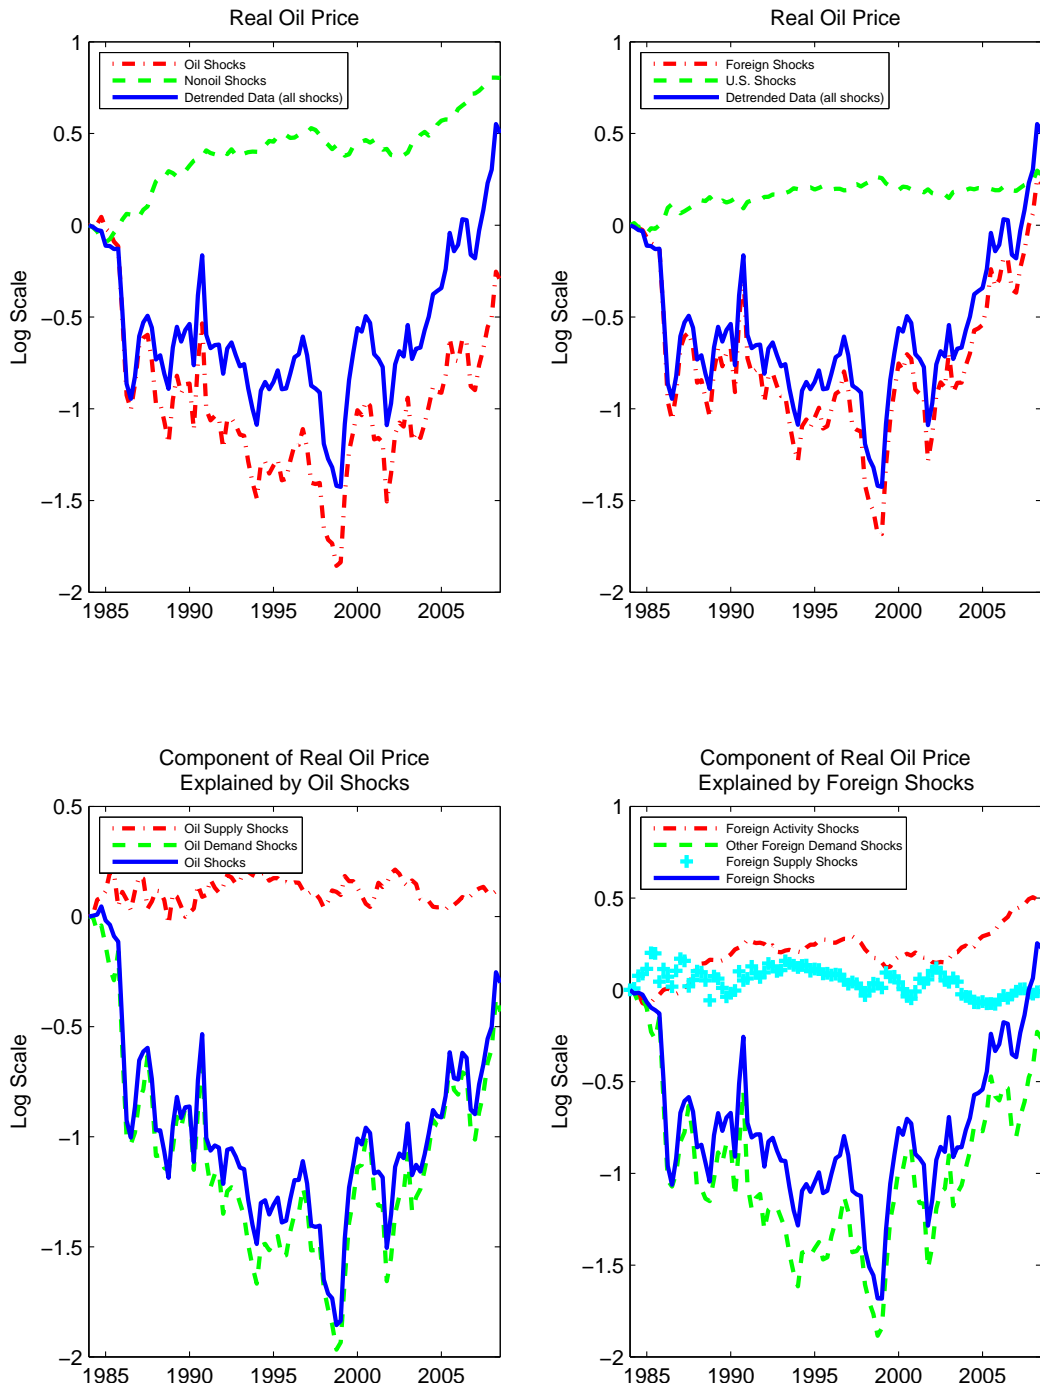 Real Oil Price
Oil Shocks
Nonoil Shocks
Detrended Data (all shocks)
Log Scale
1
0.5
0
−0.5
−1
−1.5
−2
1985 1990 1995 2000 2005
Real Oil Price
Foreign Shocks
U.S. Shocks
Detrended Data (all shocks)
Log Scale
1
0.5
0
−0.5
−1
−1.5
−2
1985 1990 1995 2000 2005
Component of Real Oil Price
Explained by Oil Shocks
Oil Supply Shocks
Oil Demand Shocks
Oil Shocks
Log Scale
0.5
0
−0.5
−1
−1.5
−2
1985 1990 1995 2000 2005
Component of Real Oil Price
Explained by Foreign Shocks
Foreign Activity Shocks
Other Foreign Demand Shocks
Foreign Supply Shocks
Foreign Shocks
Log Scale
1
0.5
0
−0.5
−1
−1.5
−2
1985 1990 1995 2000 2005